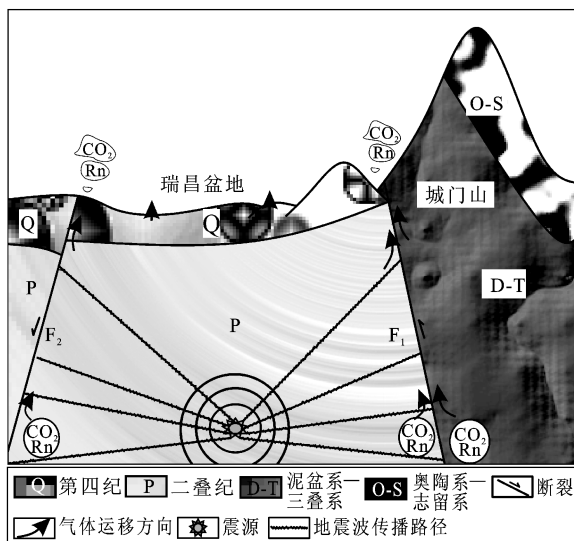 O-S
CO₂
Rn
CO₂
Rn
瑞昌盆地
城门山
Q
Q
D-T
P
P
F₂
F₁
CO₂
Rn
CO₂
Rn
CO₂
Rn
Q 第四纪 P 二叠纪 D-T 泥盆系—三叠系 O-S 奥陶系—志留系 断裂
气体运移方向 震源 地震波传播路径